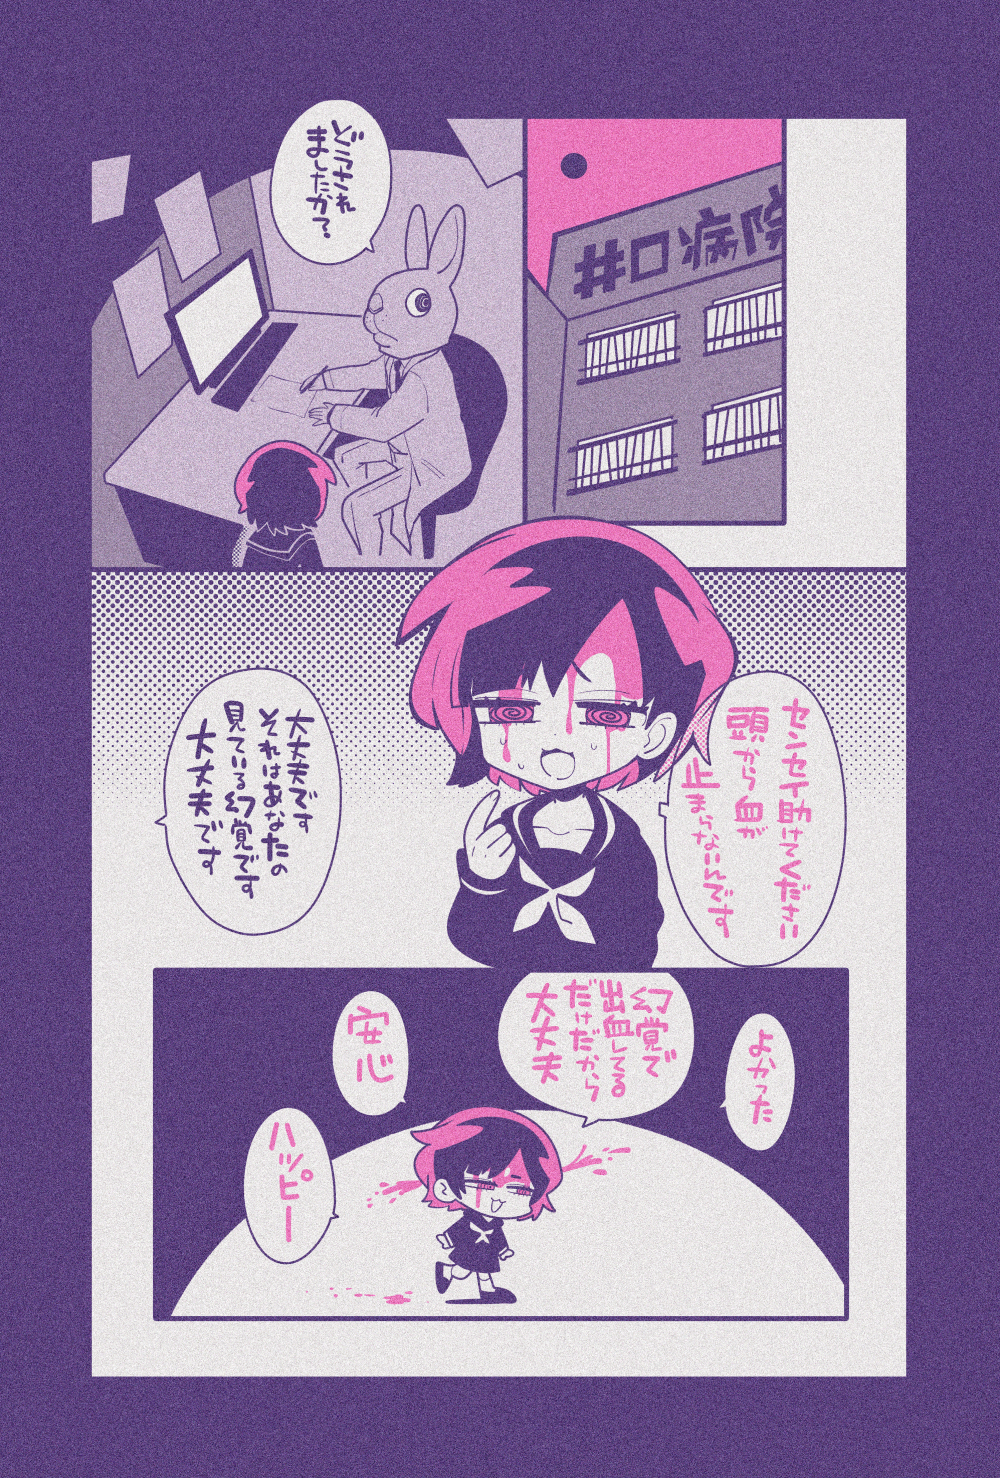 井口病院
どうされ
ましたか?
センセイ助けてください
頭から血が
止まらないんです
大丈夫です
それはあなたの
見ている幻覚です
大丈夫です
よかった
幻覚で
出血してる
だけだから
大丈夫
安心
ハッピー